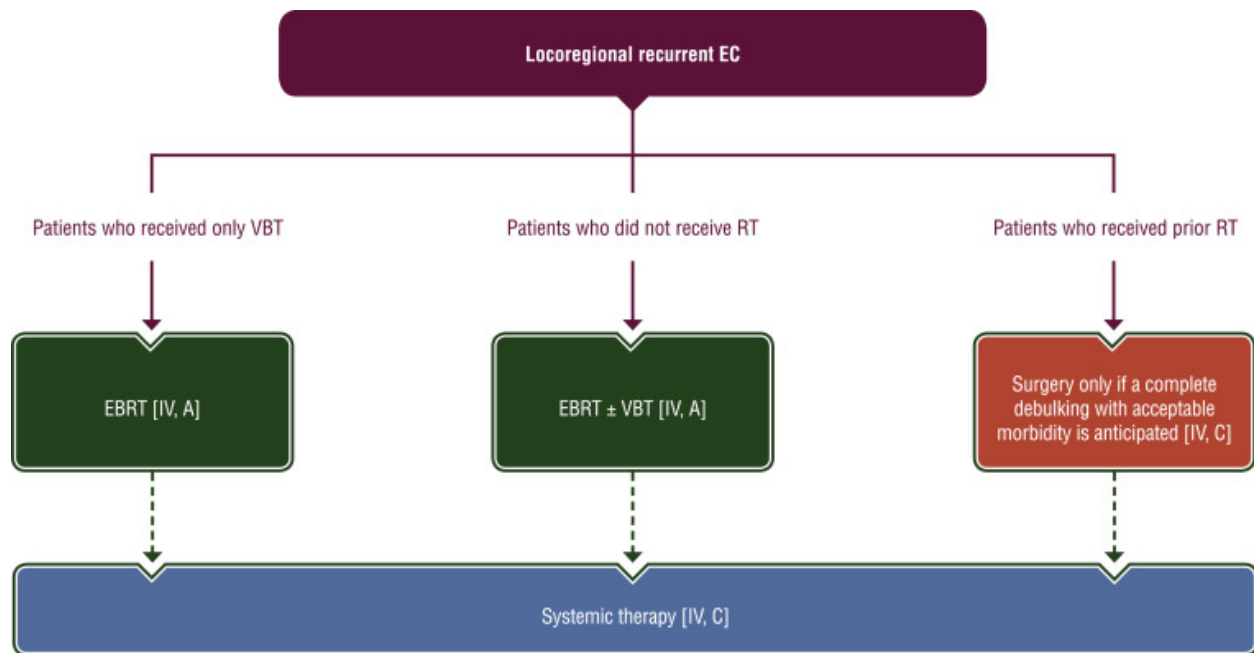 Locoregional recurrent EC
Patients who received only VBT
Patients who did not receive RT
Patients who received prior RT
EBRT [IV, A]
EBRT ± VBT [IV, A]
Surgery only if a complete
debulking with acceptable
morbidity is anticipated [IV, C]
Systemic therapy [IV, C]